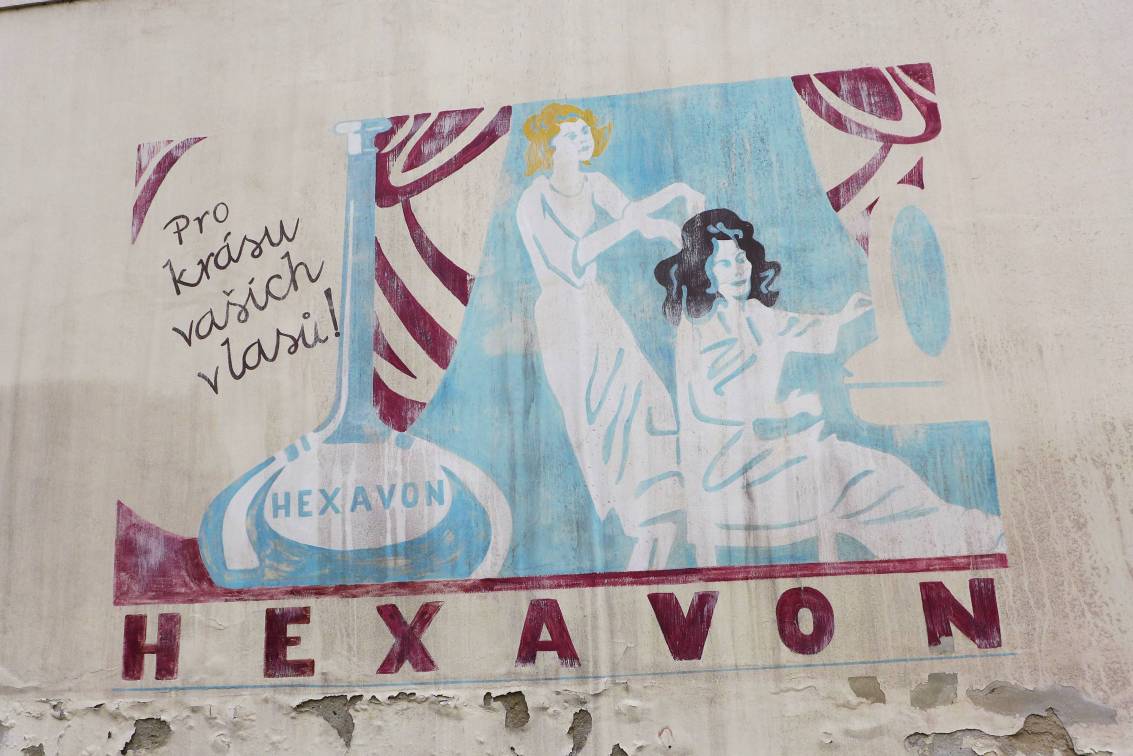 Pro
krásu
vašich
vlasů!
HEXAVON
HEXAVON